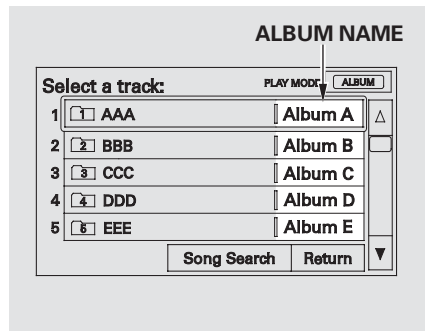 ALBUM NAME
Select a track: PLAY MODE ALBUM
1 1 AAA Album A
2 2 BBB Album B
3 3 CCC Album C
4 4 DDD Album D
5 5 EEE Album E
Song Search Return